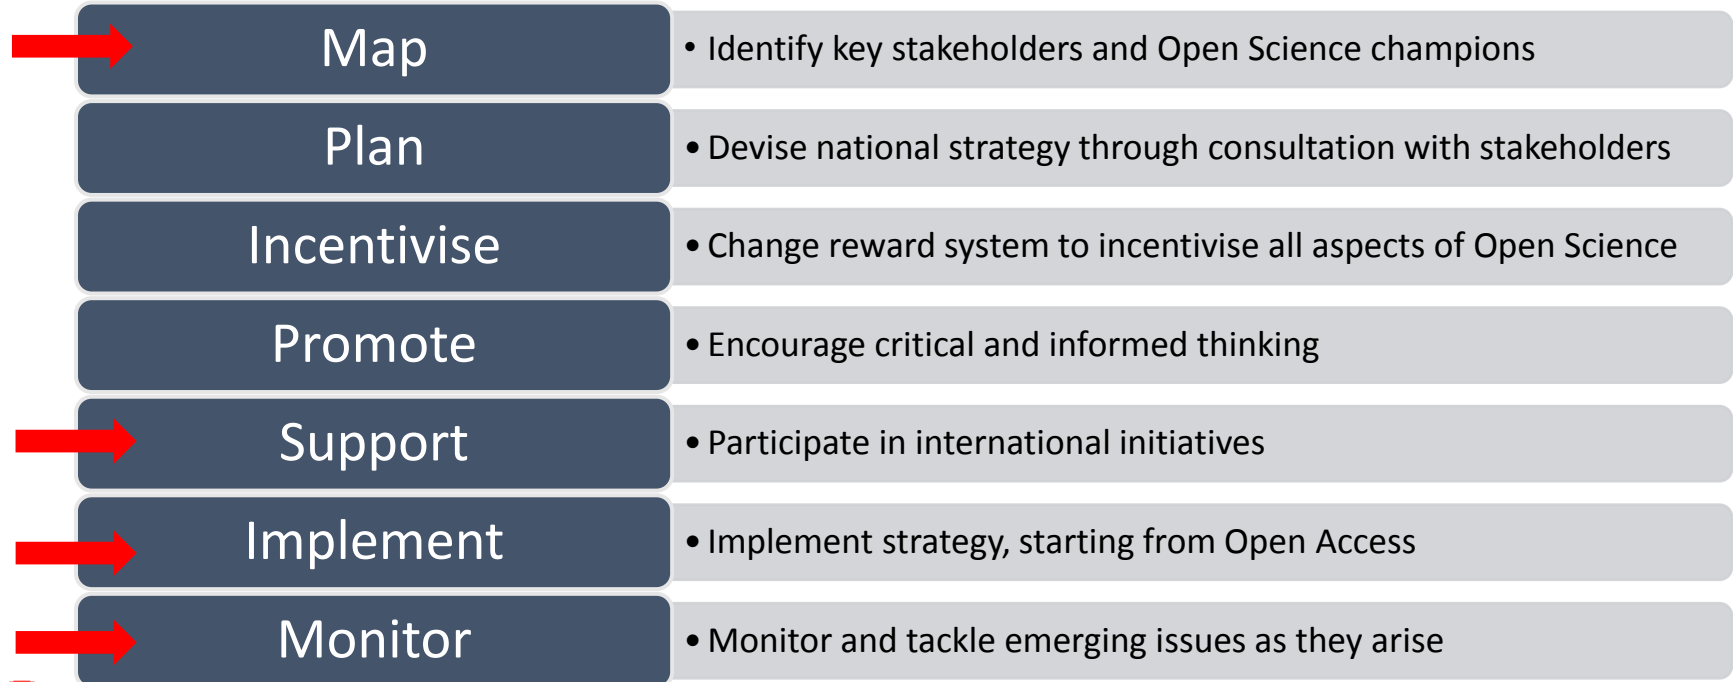 Map
• Identify key stakeholders and Open Science champions
Plan
• Devise national strategy through consultation with stakeholders
Incentivise
• Change reward system to incentivise all aspects of Open Science
Promote
• Encourage critical and informed thinking
Support
• Participate in international initiatives
Implement
• Implement strategy, starting from Open Access
Monitor
• Monitor and tackle emerging issues as they arise